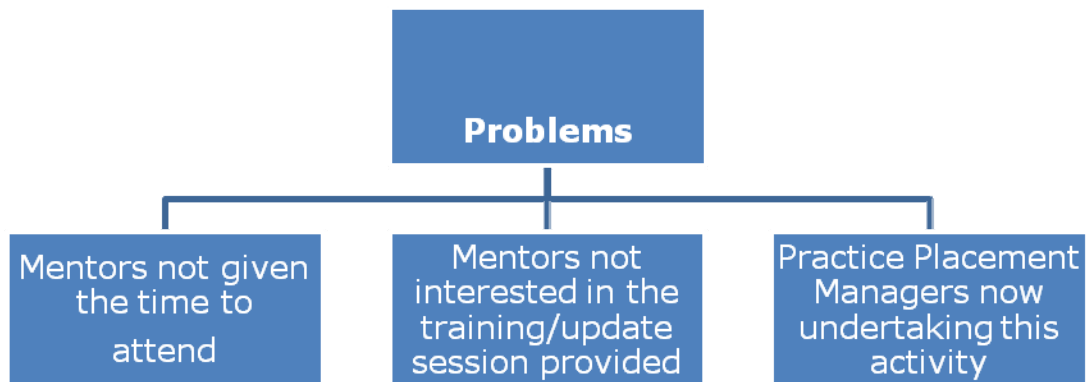 Problems
Mentors not given
the time to
attend
Mentors not
interested in the
training/update
session provided
Practice Placement
Managers now
undertaking this
activity